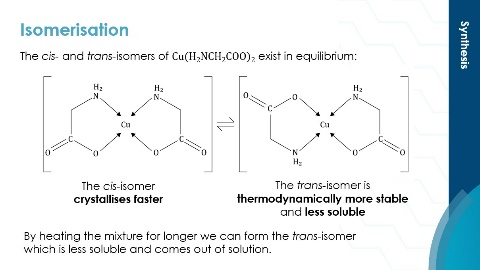 Isomerisation
Synthesis
The cis- and trans-isomers of Cu(H₂NCH₂COO)₂ exist in equilibrium:
H₂ H₂ H₂
N N O O N
Cu Cu
C C C C
O O O O N O O
H₂
The cis-isomer
crystallises faster
The trans-isomer is
thermodynamically more stable
and less soluble
By heating the mixture for longer we can form the trans-isomer
which is less soluble and comes out of solution.